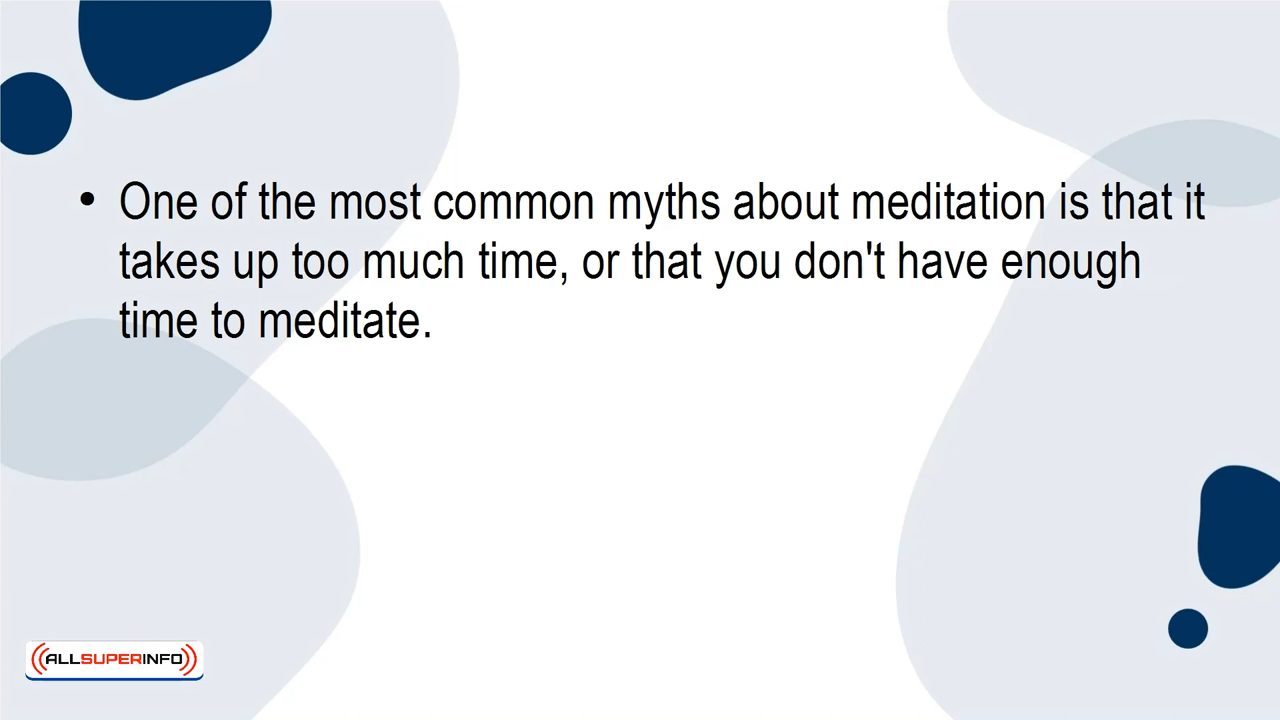 • One of the most common myths about meditation is that it
takes up too much time, or that you don't have enough
time to meditate.
ALLSUPERINFO